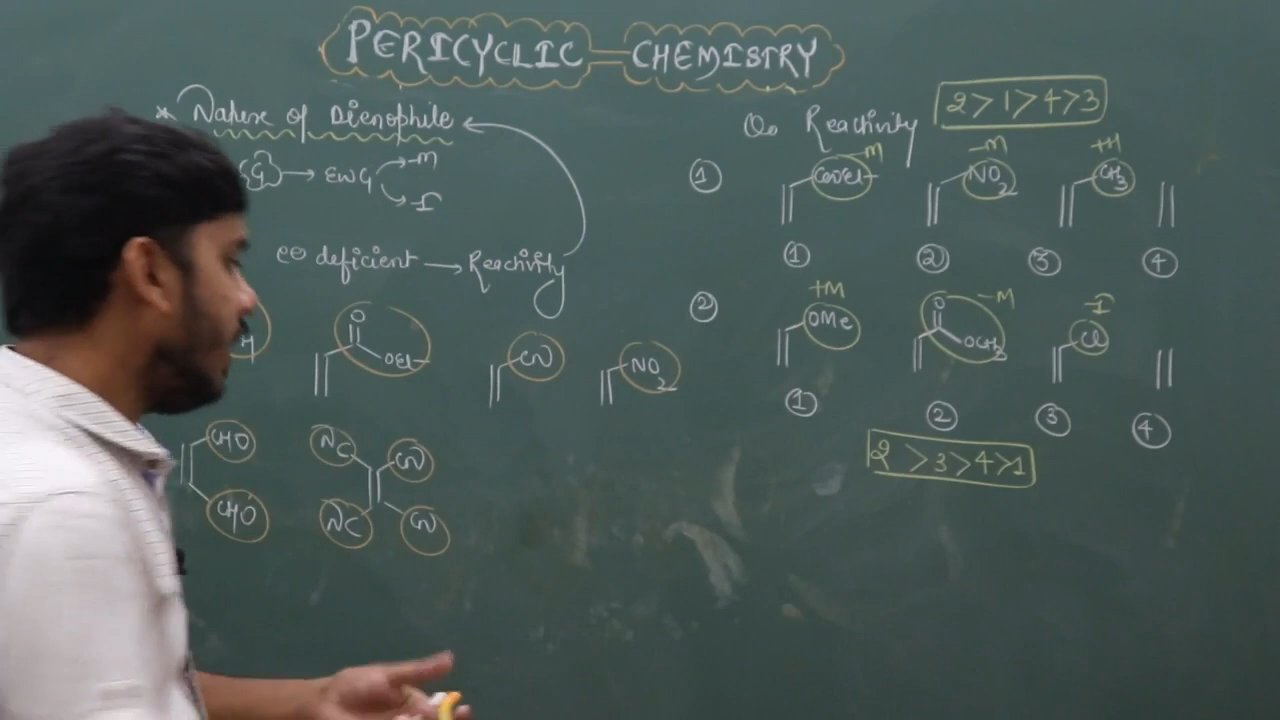 PERICYCLIC - CHEMISTRY
* Nature of Dienophile
G → EWG → -M
→ -I
e⊖ deficient → Reactivity
H
O
OEt
CN
NO2
CHO
CHO
NC
CN
NC
CN
Q. Reactivity
2 > 1 > 4 > 3
① COOEt -M
NO2 -M
CH3 +H
① ② ③ ④
② OMe +M
O
OCH3 -M
Cl -I
① ② ③ ④
2 > 3 > 4 > 1